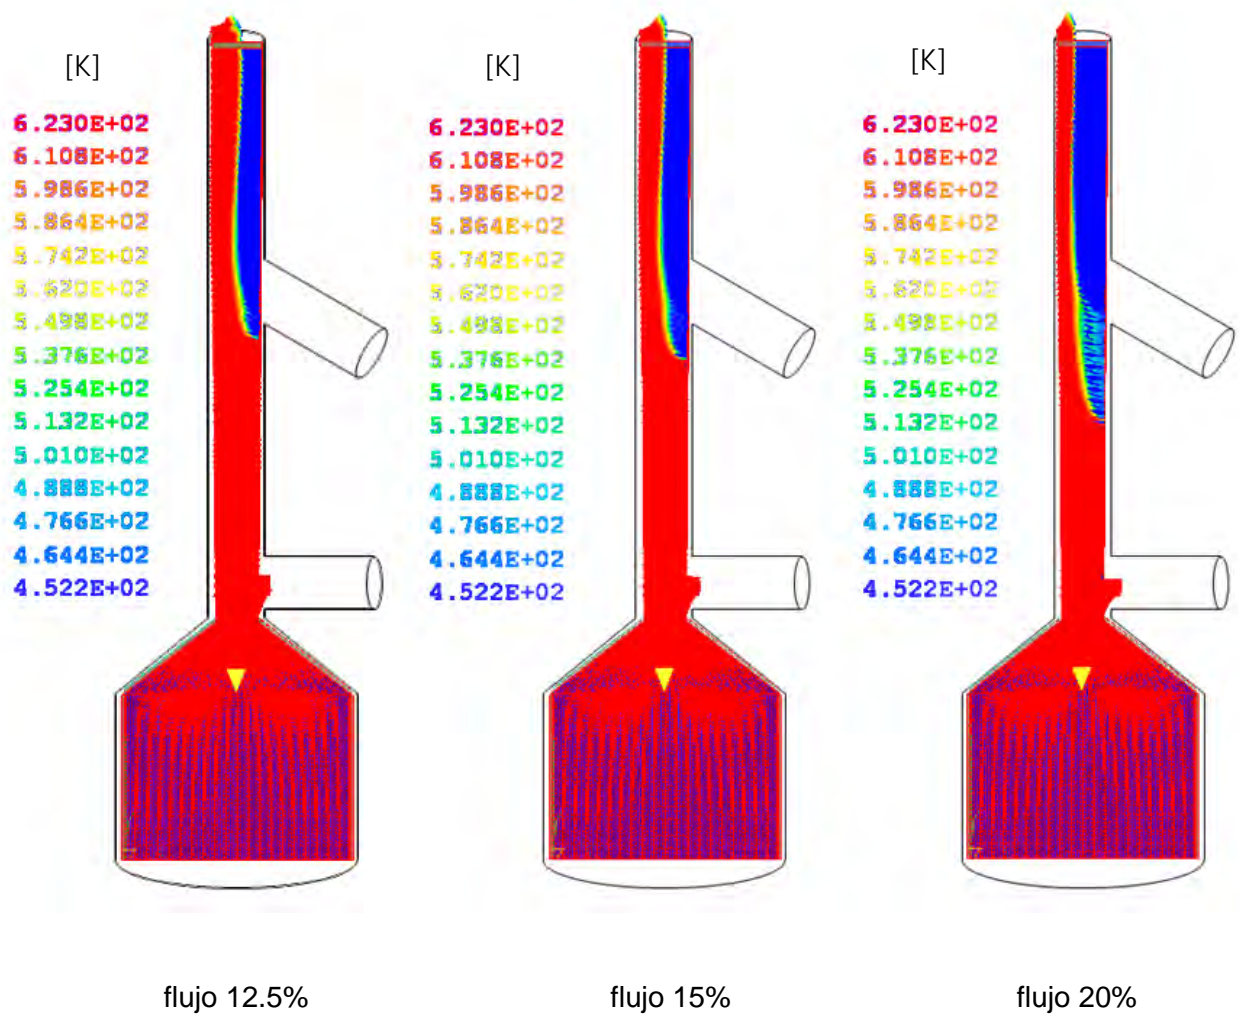 [K]
6.230E+02
6.108E+02
5.986E+02
5.864E+02
5.742E+02
5.620E+02
5.498E+02
5.376E+02
5.254E+02
5.132E+02
5.010E+02
4.888E+02
4.766E+02
4.644E+02
4.522E+02
flujo 12.5%
[K]
6.230E+02
6.108E+02
5.986E+02
5.864E+02
5.742E+02
5.620E+02
5.498E+02
5.376E+02
5.254E+02
5.132E+02
5.010E+02
4.888E+02
4.766E+02
4.644E+02
4.522E+02
flujo 15%
[K]
6.230E+02
6.108E+02
5.986E+02
5.864E+02
5.742E+02
5.620E+02
5.498E+02
5.376E+02
5.254E+02
5.132E+02
5.010E+02
4.888E+02
4.766E+02
4.644E+02
4.522E+02
flujo 20%